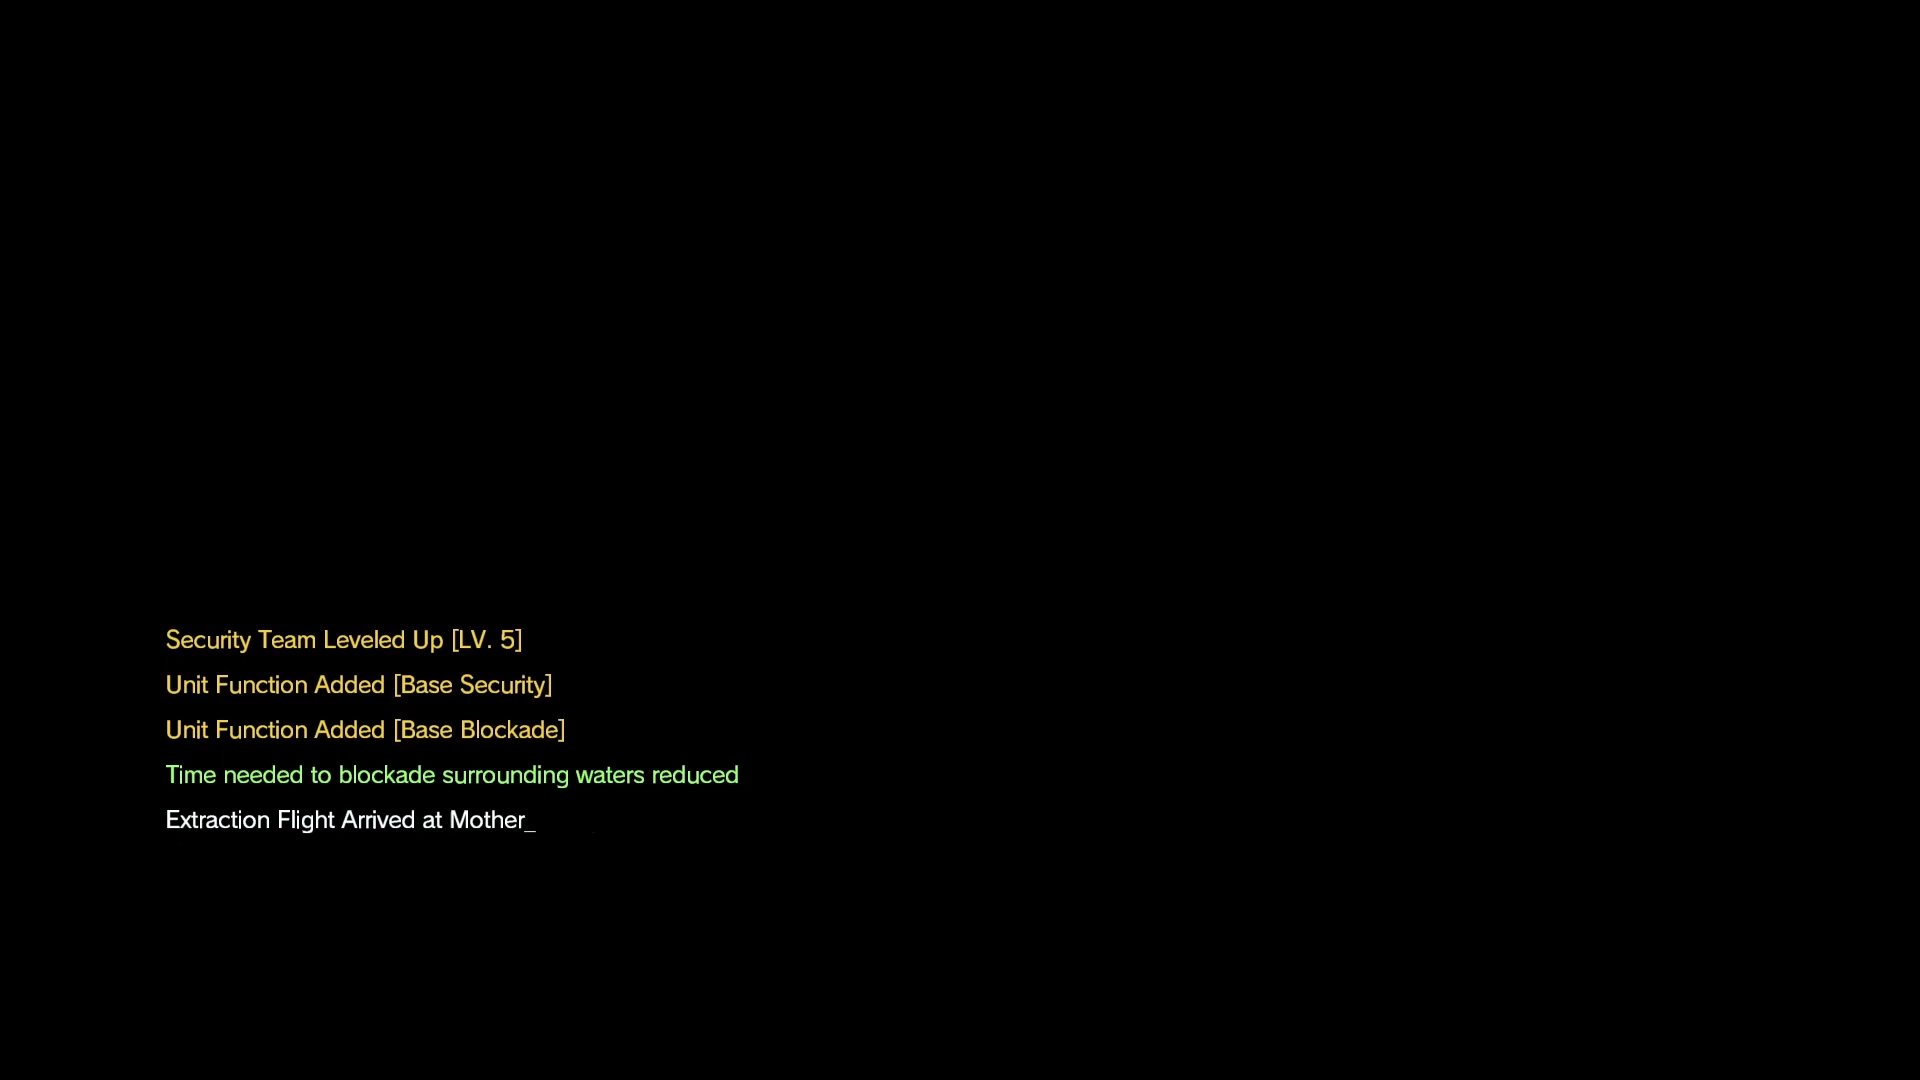 Security Team Leveled Up [LV. 5]
Unit Function Added [Base Security]
Unit Function Added [Base Blockade]
Time needed to blockade surrounding waters reduced
Extraction Flight Arrived at Mother_